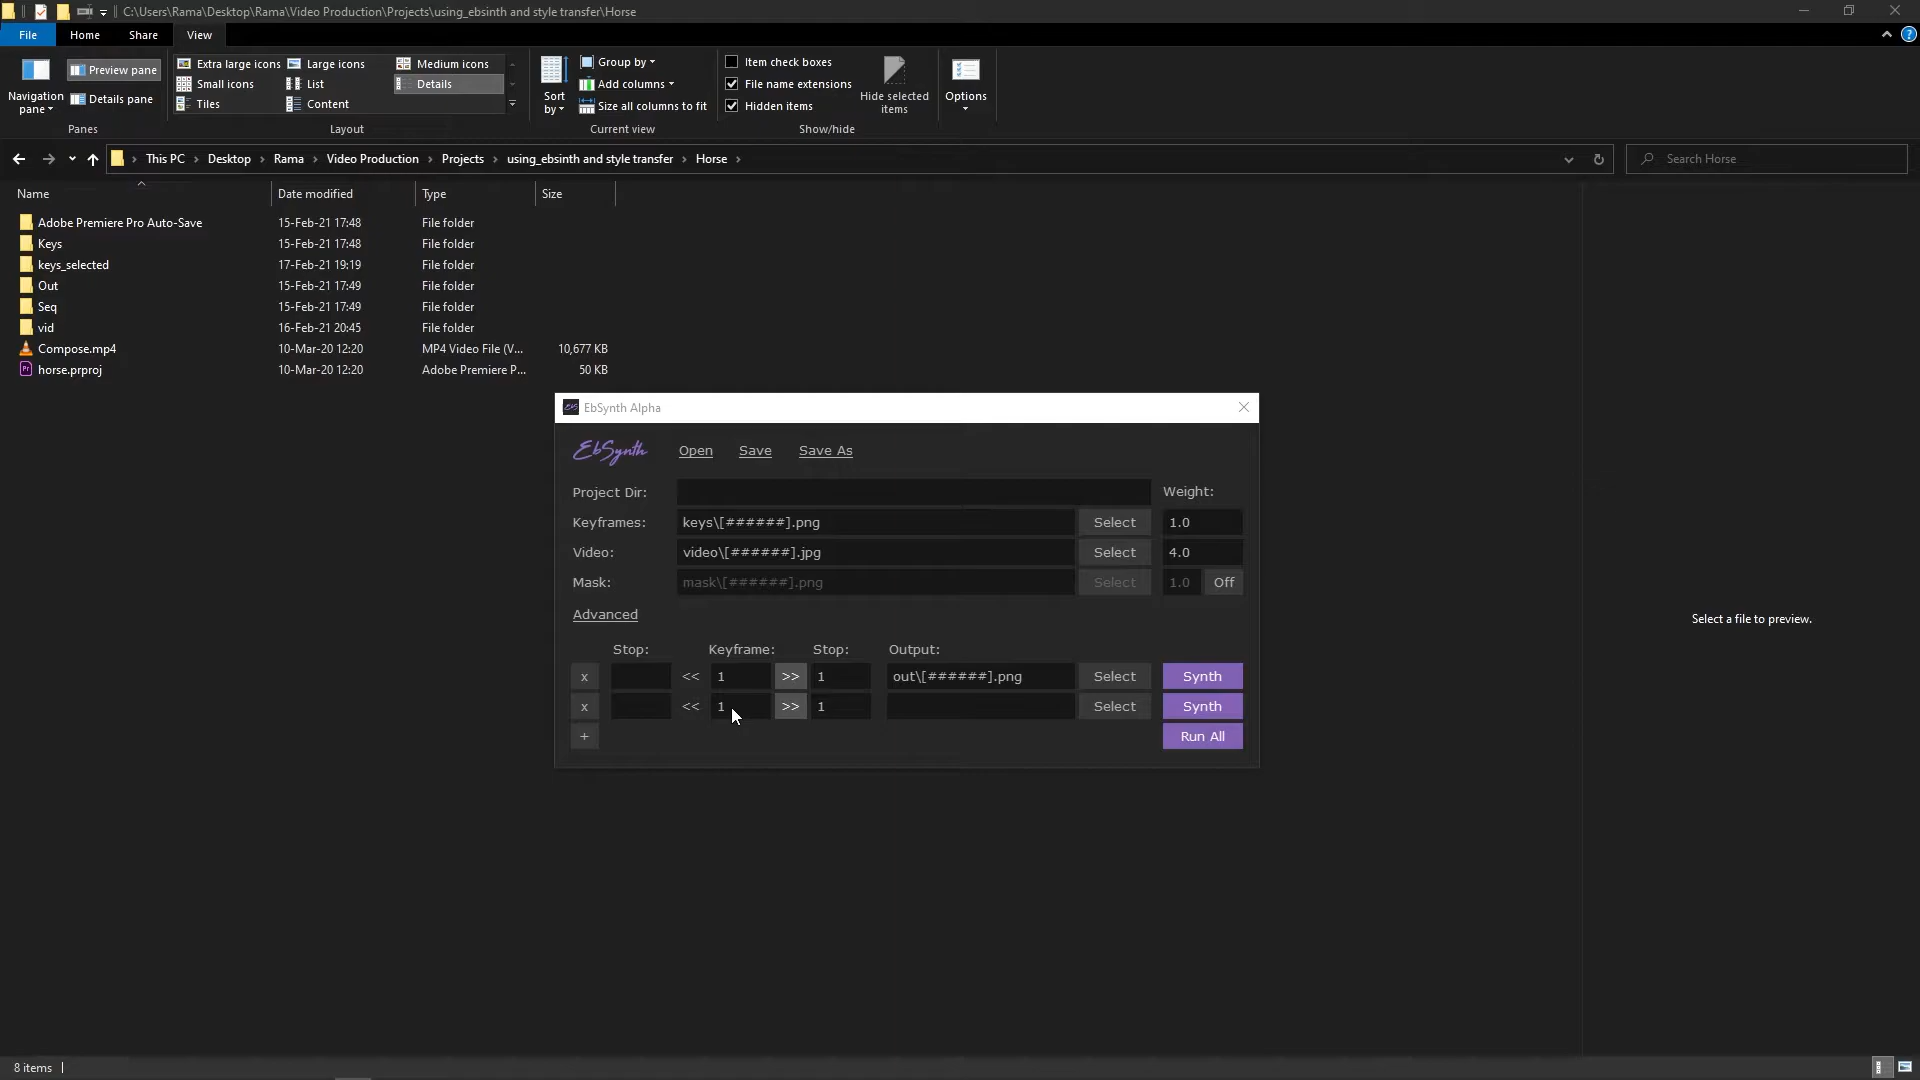 C:\Users\Rama\Desktop\Rama\Video Production\Projects\using_ebsinth and style transfer\Horse
File Home Share View
Navigation pane
Preview pane
Details pane
Panes
Extra large icons Large icons Medium icons
Small icons List Details
Tiles Content
Layout
Sort by
Group by
Add columns
Size all columns to fit
Current view
Item check boxes
File name extensions
Hidden items
Hide selected items
Show/hide
Options
This PC > Desktop > Rama > Video Production > Projects > using_ebsinth and style transfer > Horse >
Search Horse
Name Date modified Type Size
Adobe Premiere Pro Auto-Save 15-Feb-21 17:48 File folder
Keys 15-Feb-21 17:48 File folder
keys_selected 17-Feb-21 19:19 File folder
Out 15-Feb-21 17:49 File folder
Seq 15-Feb-21 17:49 File folder
vid 16-Feb-21 20:45 File folder
Compose.mp4 10-Mar-20 12:20 MP4 Video File (V... 10,677 KB
horse.prproj 10-Mar-20 12:20 Adobe Premiere P... 50 KB
EbSynth Alpha
EbSynth Open Save Save As
Project Dir: Weight:
Keyframes: keys\[######].png Select 1.0
Video: video\[######].jpg Select 4.0
Mask: mask\[######].png Select 1.0 Off
Advanced
Stop: Keyframe: Stop: Output:
x << 1 >> 1 out\[######].png Select Synth
x << 1 >> 1 Select Synth
+ Run All
Select a file to preview.
8 items